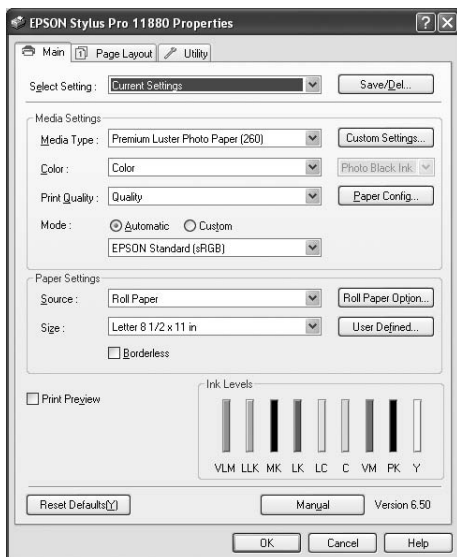 EPSON Stylus Pro 11880 Properties
Main Page Layout Utility
Select Setting : Current Settings Save/Del...
Media Settings
Media Type : Premium Luster Photo Paper (260) Custom Settings...
Color : Color Photo Black Ink
Print Quality : Quality Paper Config...
Mode : Automatic Custom
EPSON Standard (sRGB)
Paper Settings
Source : Roll Paper Roll Paper Option...
Size : Letter 8 1/2 x 11 in User Defined...
Borderless
Print Preview
Ink Levels
VLM LLK MK LK LC C VM PK Y
Reset Defaults(Y) Manual Version 6.50
OK Cancel Help